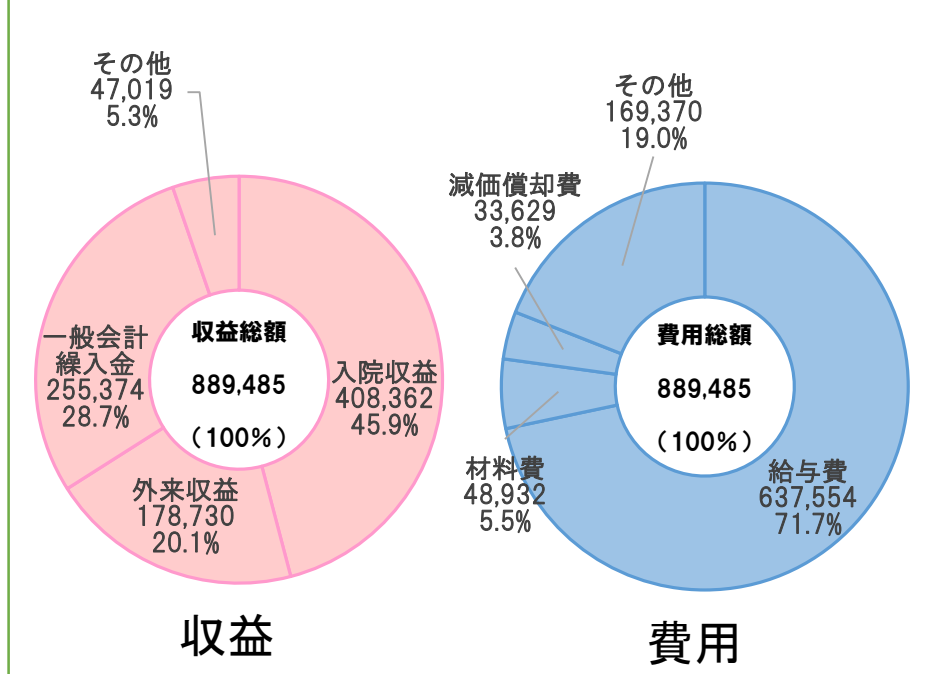 その他
47,019
5.3%
一般会計
繰入金
255,374
28.7%
収益総額
889,485
（100%）
入院収益
408,362
45.9%
外来収益
178,730
20.1%
収益
その他
169,370
19.0%
減価償却費
33,629
3.8%
費用総額
889,485
（100%）
材料費
48,932
5.5%
給与費
637,554
71.7%
費用